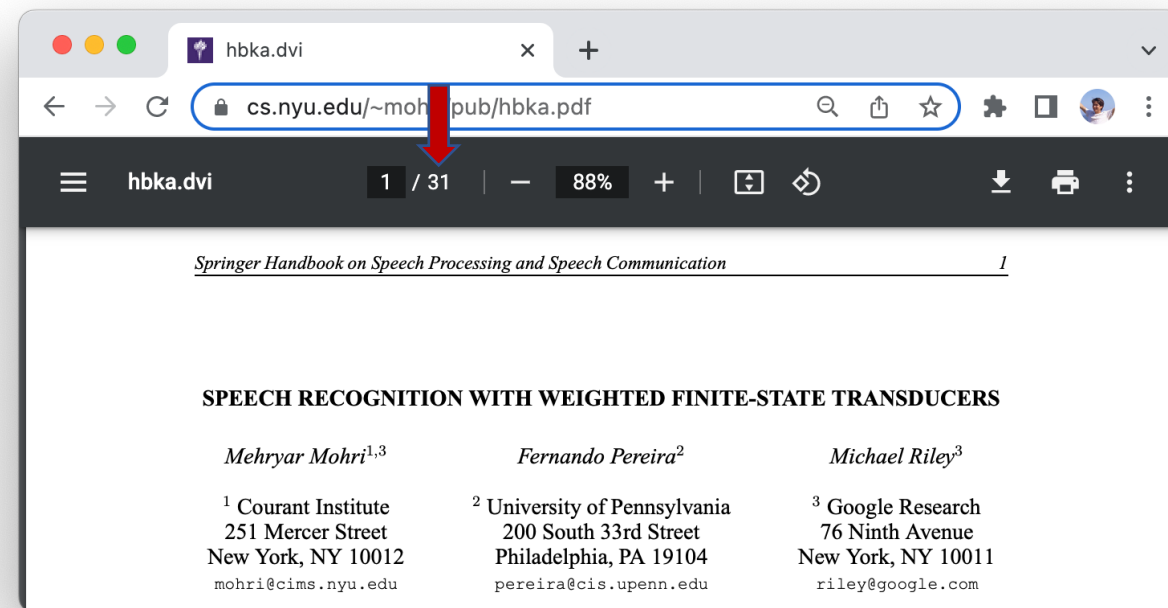 hbka.dvi
cs.nyu.edu/~moh pub/hbka.pdf
hbka.dvi 1 / 31 88%
Springer Handbook on Speech Processing and Speech Communication 1
SPEECH RECOGNITION WITH WEIGHTED FINITE-STATE TRANSDUCERS
Mehryar Mohri1,3 Fernando Pereira2 Michael Riley3
1 Courant Institute 2 University of Pennsylvania 3 Google Research
251 Mercer Street 200 South 33rd Street 76 Ninth Avenue
New York, NY 10012 Philadelphia, PA 19104 New York, NY 10011
mohri@cims.nyu.edu pereira@cis.upenn.edu riley@google.com